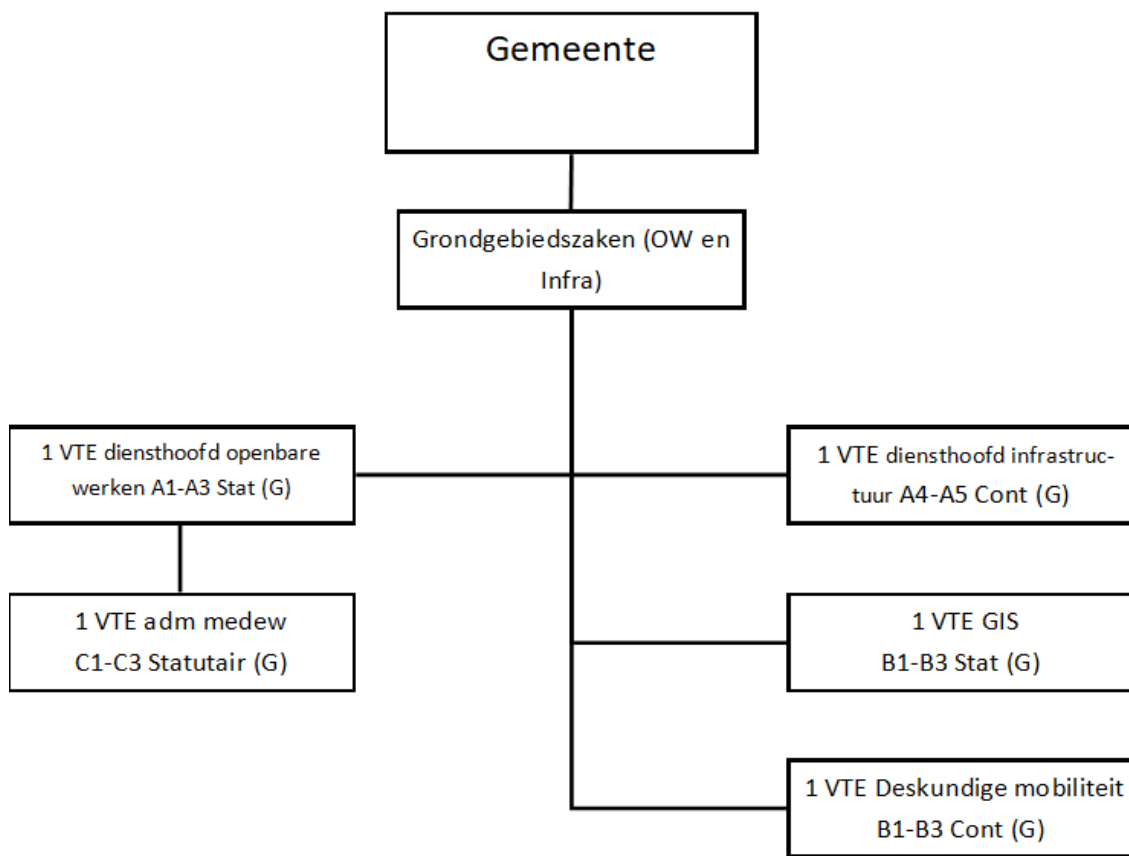 Gemeente
Grondgebiedszaken (OW en
Infra)
1 VTE diensthoofd openbare
werken A1-A3 Stat (G)
1 VTE diensthoofd infrastruc-
tuur A4-A5 Cont (G)
1 VTE adm medew
C1-C3 Statutair (G)
1 VTE GIS
B1-B3 Stat (G)
1 VTE Deskundige mobiliteit
B1-B3 Cont (G)